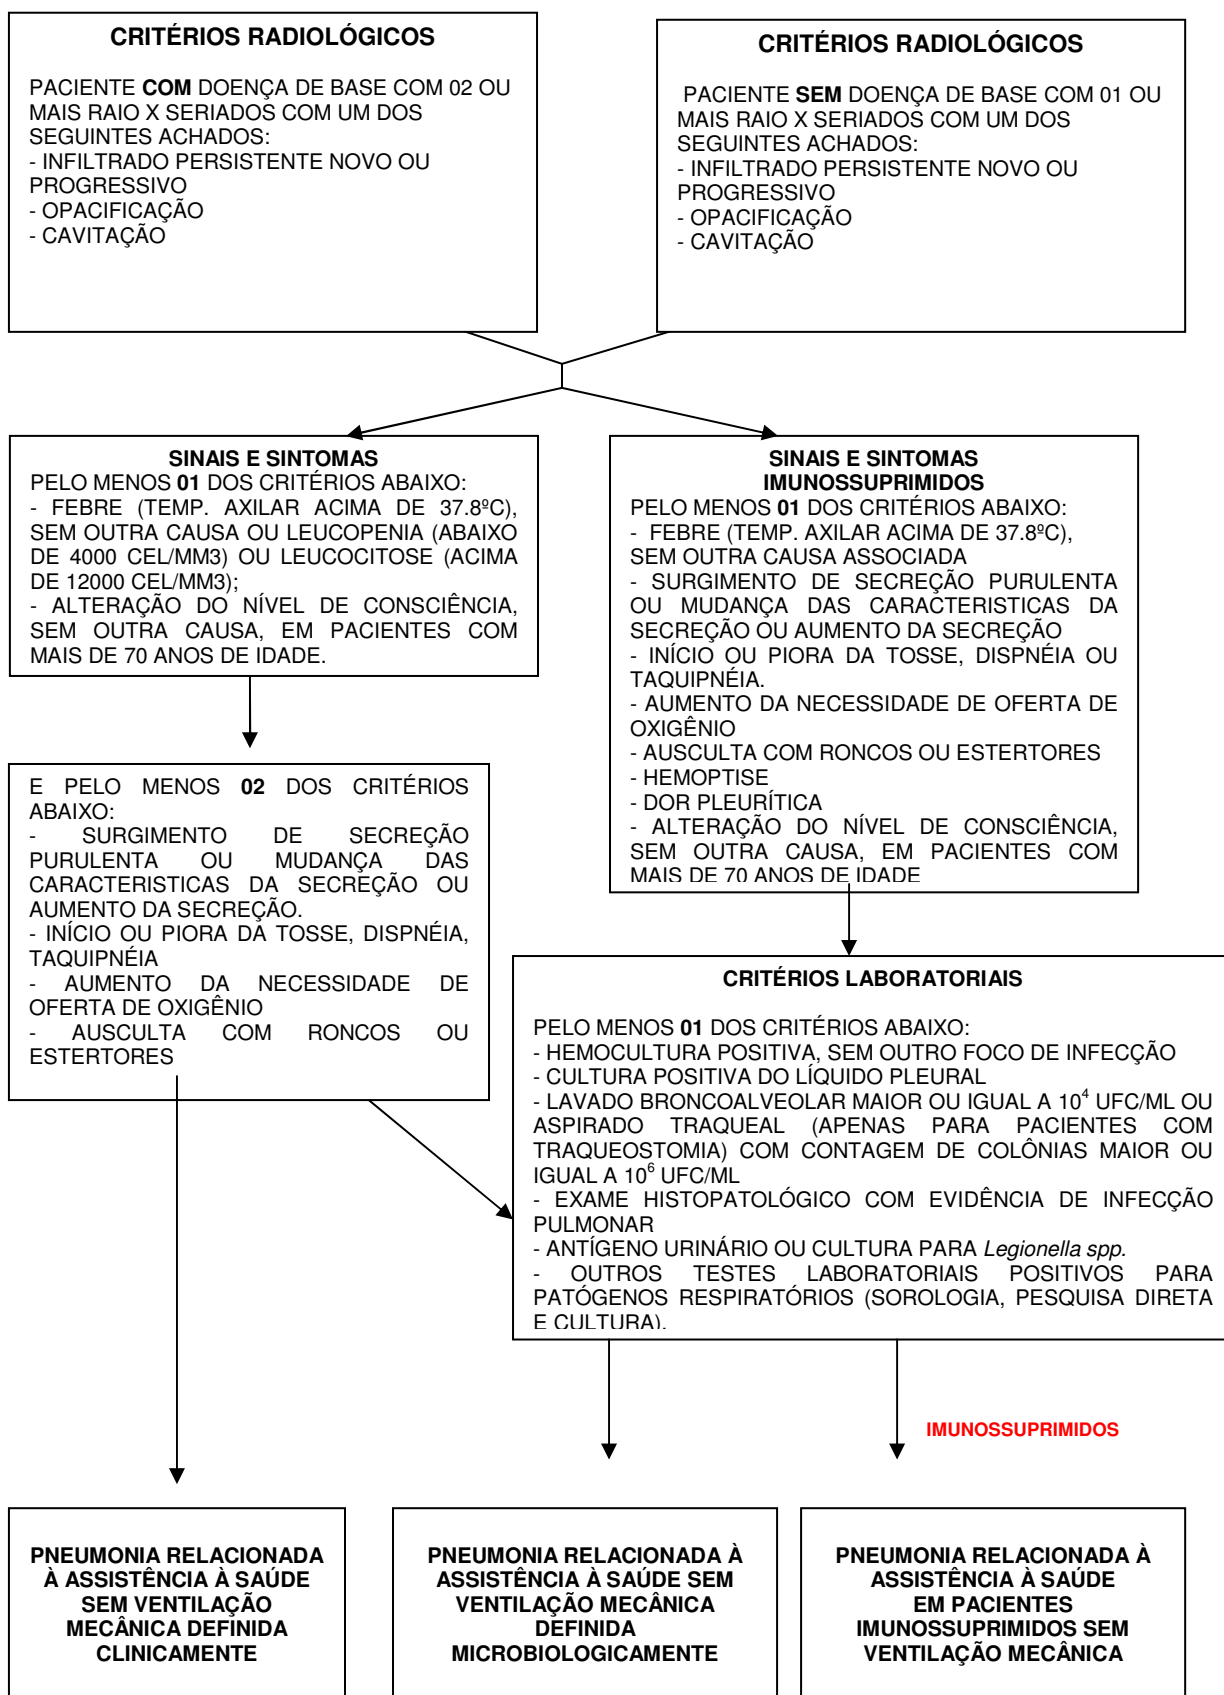 CRITÉRIOS RADIOLÓGICOS
PACIENTE COM DOENÇA DE BASE COM 02 OU
MAIS RAIO X SERIADOS COM UM DOS
SEGUINTES ACHADOS:
- INFILTRADO PERSISTENTE NOVO OU
PROGRESSIVO
- OPACIFICAÇÃO
- CAVITAÇÃO
CRITÉRIOS RADIOLÓGICOS
PACIENTE SEM DOENÇA DE BASE COM 01 OU
MAIS RAIO X SERIADOS COM UM DOS
SEGUINTES ACHADOS:
- INFILTRADO PERSISTENTE NOVO OU
PROGRESSIVO
- OPACIFICAÇÃO
- CAVITAÇÃO
SINAIS E SINTOMAS
PELO MENOS 01 DOS CRITÉRIOS ABAIXO:
- FEBRE (TEMP. AXILAR ACIMA DE 37.8ºC),
SEM OUTRA CAUSA OU LEUCOPENIA (ABAIXO
DE 4000 CEL/MM3) OU LEUCOCITOSE (ACIMA
DE 12000 CEL/MM3);
- ALTERAÇÃO DO NÍVEL DE CONSCIÊNCIA,
SEM OUTRA CAUSA, EM PACIENTES COM
MAIS DE 70 ANOS DE IDADE.
SINAIS E SINTOMAS
IMUNOSSUPRIMIDOS
PELO MENOS 01 DOS CRITÉRIOS ABAIXO:
- FEBRE (TEMP. AXILAR ACIMA DE 37.8ºC),
SEM OUTRA CAUSA ASSOCIADA
- SURGIMENTO DE SECREÇÃO PURULENTA
OU MUDANÇA DAS CARACTERISTICAS DA
SECREÇÃO OU AUMENTO DA SECREÇÃO
- INÍCIO OU PIORA DA TOSSE, DISPNÉIA OU
TAQUIPNÉIA.
- AUMENTO DA NECESSIDADE DE OFERTA DE
OXIGÊNIO
- AUSCULTA COM RONCOS OU ESTERTORES
- HEMOPTISE
- DOR PLEURÍTICA
- ALTERAÇÃO DO NÍVEL DE CONSCIÊNCIA,
SEM OUTRA CAUSA, EM PACIENTES COM
MAIS DE 70 ANOS DE IDADE
E PELO MENOS 02 DOS CRITÉRIOS
ABAIXO:
- SURGIMENTO DE SECREÇÃO
PURULENTA OU MUDANÇA DAS
CARACTERISTICAS DA SECREÇÃO OU
AUMENTO DA SECREÇÃO.
- INÍCIO OU PIORA DA TOSSE, DISPNÉIA,
TAQUIPNÉIA
- AUMENTO DA NECESSIDADE DE
OFERTA DE OXIGÊNIO
- AUSCULTA COM RONCOS OU
ESTERTORES
CRITÉRIOS LABORATORIAIS
PELO MENOS 01 DOS CRITÉRIOS ABAIXO:
- HEMOCULTURA POSITIVA, SEM OUTRO FOCO DE INFECÇÃO
- CULTURA POSITIVA DO LÍQUIDO PLEURAL
- LAVADO BRONCOALVEOLAR MAIOR OU IGUAL A 10⁴ UFC/ML OU
ASPIRADO TRAQUEAL (APENAS PARA PACIENTES COM
TRAQUEOSTOMIA) COM CONTAGEM DE COLÔNIAS MAIOR OU
IGUAL A 10⁶ UFC/ML
- EXAME HISTOPATOLÓGICO COM EVIDÊNCIA DE INFECÇÃO
PULMONAR
- ANTÍGENO URINÁRIO OU CULTURA PARA Legionella spp.
- OUTROS TESTES LABORATORIAIS POSITIVOS PARA
PATÓGENOS RESPIRATÓRIOS (SOROLOGIA, PESQUISA DIRETA
E CULTURA).
IMUNOSSUPRIMIDOS
PNEUMONIA RELACIONADA
À ASSISTÊNCIA À SAÚDE
SEM VENTILAÇÃO
MECÂNICA DEFINIDA
CLINICAMENTE
PNEUMONIA RELACIONADA À
ASSISTÊNCIA À SAÚDE SEM
VENTILAÇÃO MECÂNICA
DEFINIDA
MICROBIOLOGICAMENTE
PNEUMONIA RELACIONADA À
ASSISTÊNCIA À SAÚDE
EM PACIENTES
IMUNOSSUPRIMIDOS SEM
VENTILAÇÃO MECÂNICA